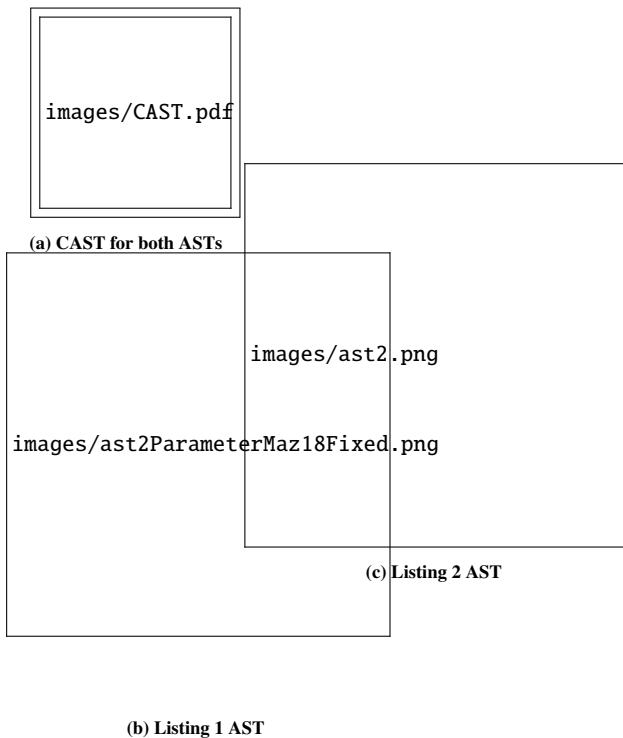 images/CAST.pdf
(a) CAST for both ASTs
images/ast2.png
images/ast2ParameterMaz18Fixed.png
(c) Listing 2 AST
(b) Listing 1 AST